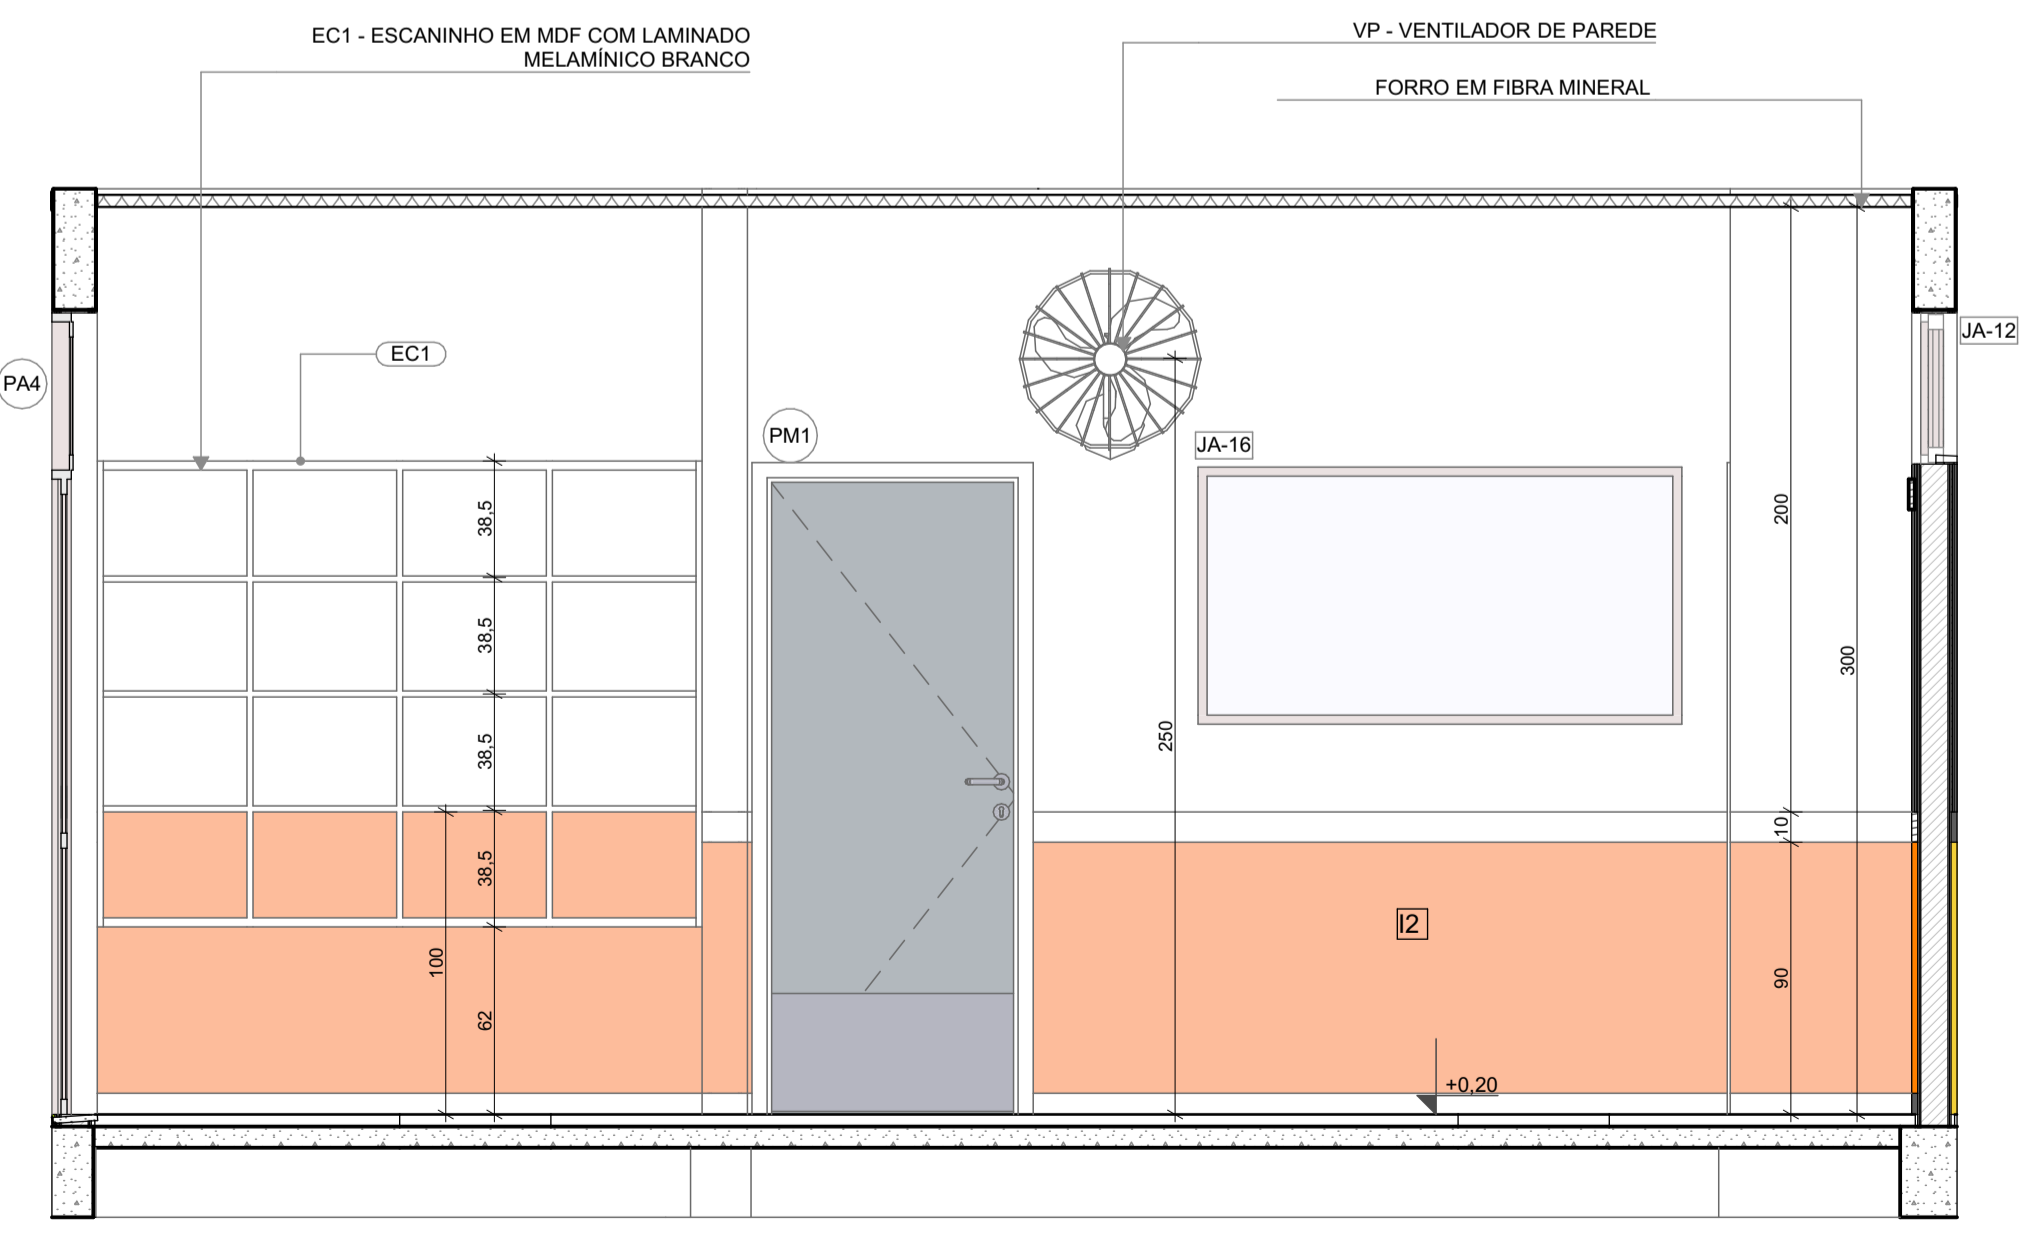 EC1 - ESCANINHO EM MDF COM LAMINADO
MELAMÍNICO BRANCO
VP - VENTILADOR DE PAREDE
FORRO EM FIBRA MINERAL
JA-12
EC1
PA4
PM1
JA-16
38,5
38,5
38,5
38,5
62
100
250
200
10
90
300
I2
+0,20